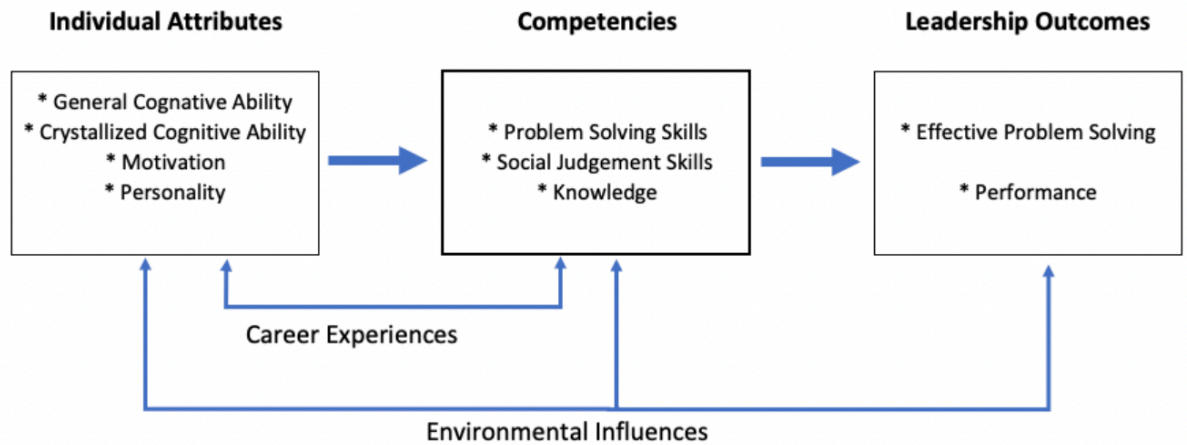 Individual Attributes
* General Cognative Ability
* Crystallized Cognitive Ability
* Motivation
* Personality
Competencies
* Problem Solving Skills
* Social Judgement Skills
* Knowledge
Leadership Outcomes
* Effective Problem Solving
* Performance
Career Experiences
Environmental Influences